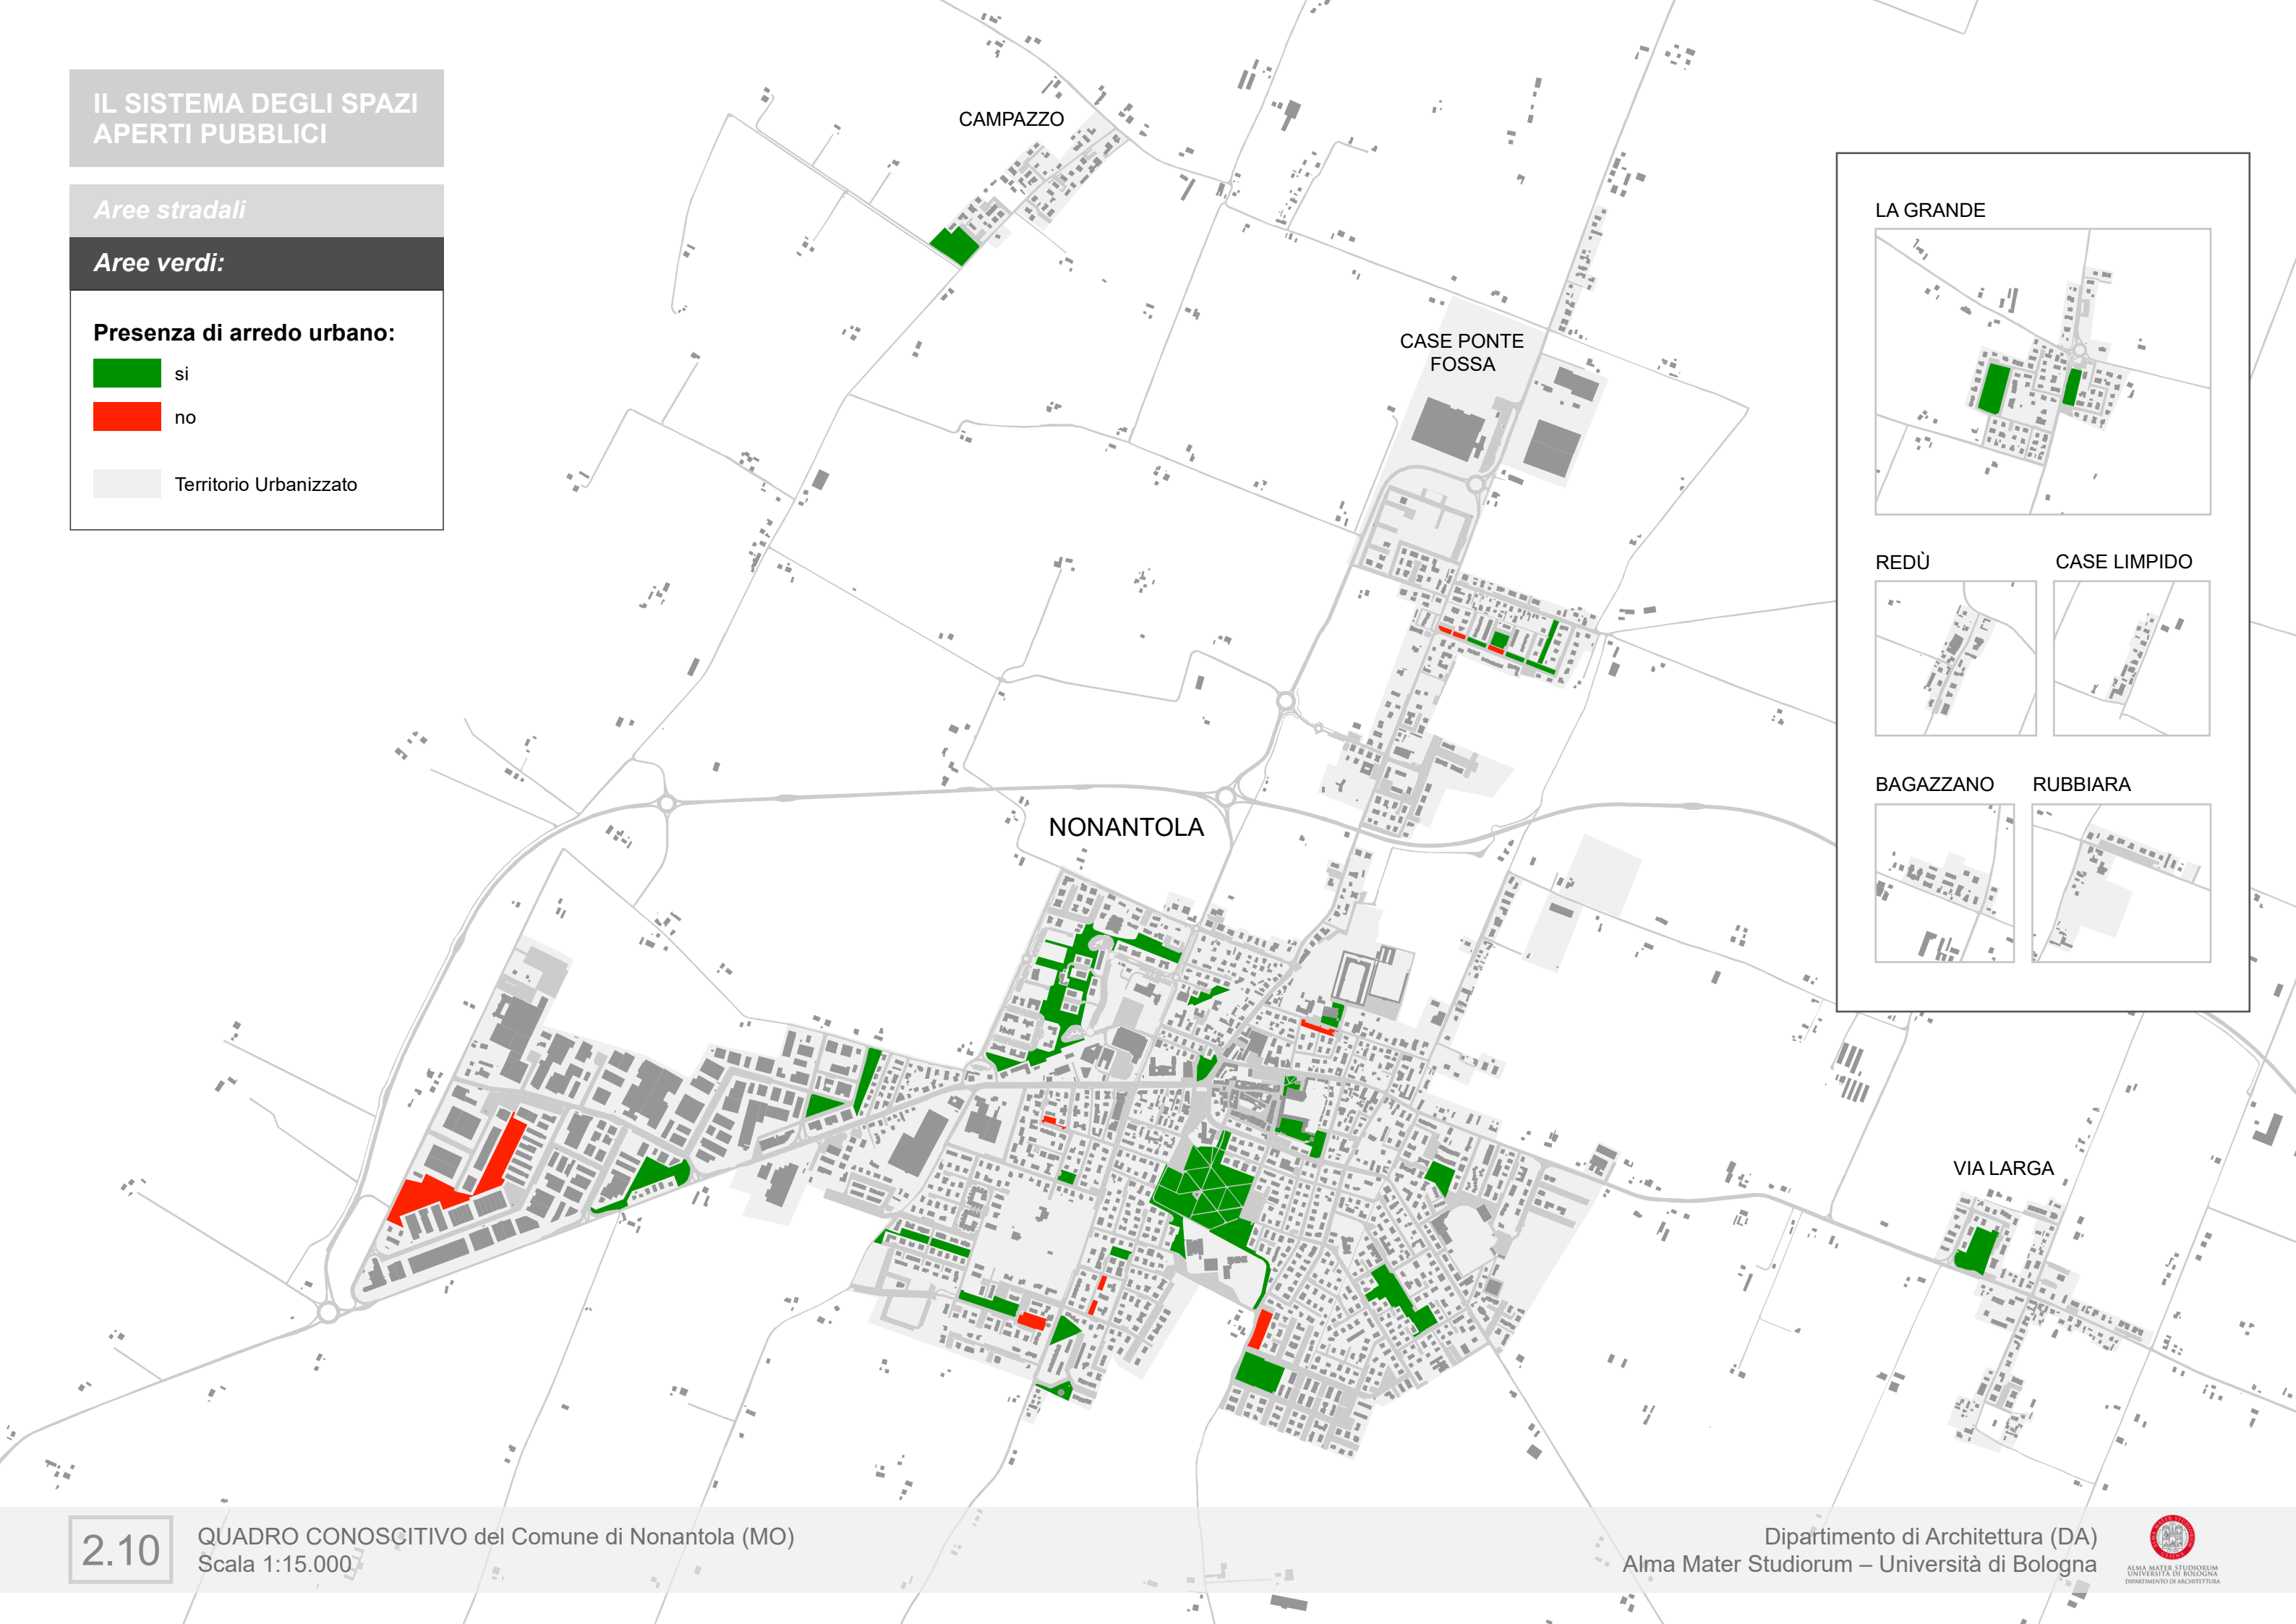 IL SISTEMA DEGLI SPAZI
APERTI PUBBLICI
Aree stradali
Aree verdi:
Presenza di arredo urbano:
si
no
Territorio Urbanizzato
CAMPAZZO
CASE PONTE
FOSSA
NONANTOLA
VIA LARGA
LA GRANDE
REDÙ
CASE LIMPIDO
BAGAZZANO
RUBBIARA
2.10
QUADRO CONOSCITIVO del Comune di Nonantola (MO)
Scala 1:15.000
Dipartimento di Architettura (DA)
Alma Mater Studiorum – Università di Bologna
ALMA MATER STUDIORUM
UNIVERSITÀ DI BOLOGNA
DIPARTIMENTO DI ARCHITETTURA